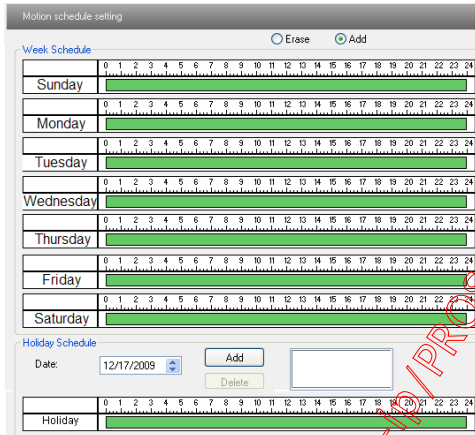 Motion schedule setting
Erase Add
Week Schedule
0 1 2 3 4 5 6 7 8 9 10 11 12 13 14 15 16 17 18 19 20 21 22 23 24
Sunday
0 1 2 3 4 5 6 7 8 9 10 11 12 13 14 15 16 17 18 19 20 21 22 23 24
Monday
0 1 2 3 4 5 6 7 8 9 10 11 12 13 14 15 16 17 18 19 20 21 22 23 24
Tuesday
0 1 2 3 4 5 6 7 8 9 10 11 12 13 14 15 16 17 18 19 20 21 22 23 24
Wednesday
0 1 2 3 4 5 6 7 8 9 10 11 12 13 14 15 16 17 18 19 20 21 22 23 24
Thursday
0 1 2 3 4 5 6 7 8 9 10 11 12 13 14 15 16 17 18 19 20 21 22 23 24
Friday
0 1 2 3 4 5 6 7 8 9 10 11 12 13 14 15 16 17 18 19 20 21 22 23 24
Saturday
Holiday Schedule
Date: 12/17/2009 Add
Delete
0 1 2 3 4 5 6 7 8 9 10 11 12 13 14 15 16 17 18 19 20 21 22 23 24
Holiday